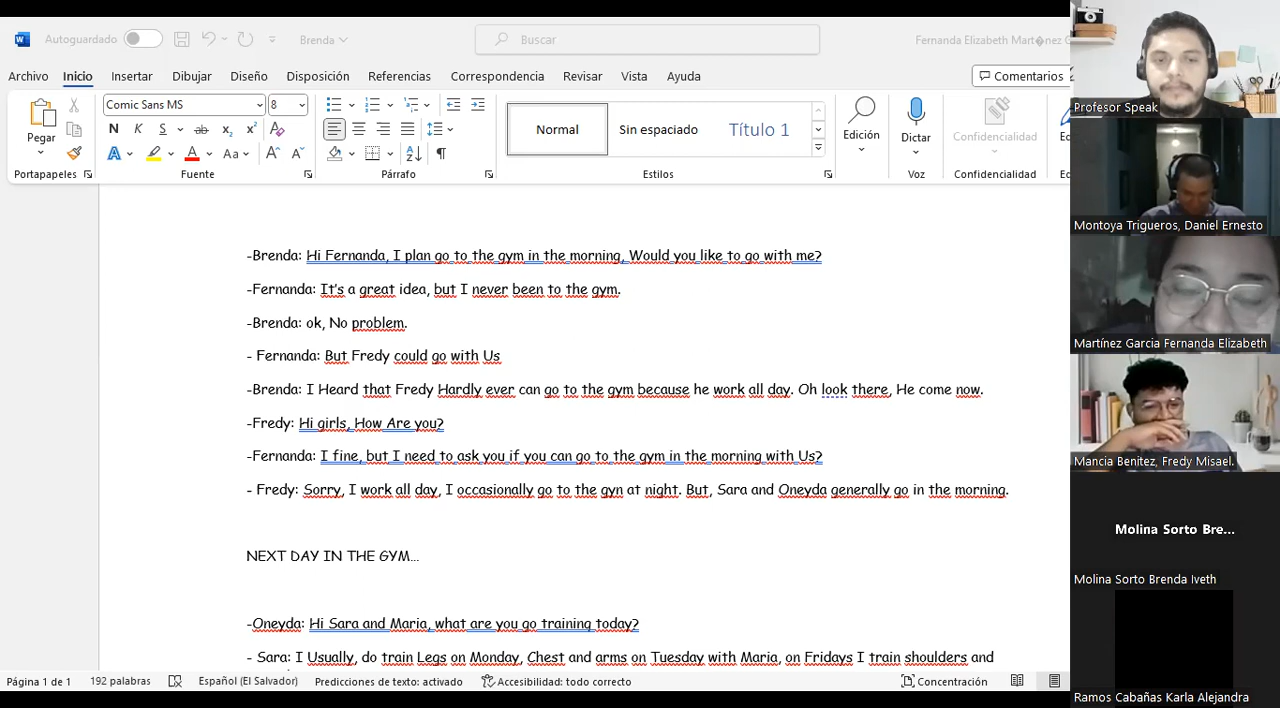 Autoguardado
Brenda
Buscar
Fernanda Elizabeth Mart�nez G
Archivo Inicio Insertar Dibujar Diseño Disposición Referencias Correspondencia Revisar Vista Ayuda Comentarios
Comic Sans MS 8
Pegar
N K S ab x₂ x²
A A Aa A A
Normal Sin espaciado Título 1
Edición Dictar Confidencialidad
Portapapeles Fuente Párrafo Estilos Voz Confidencialidad
-Brenda: Hi Fernanda, I plan go to the gym in the morning, Would you like to go with me?
-Fernanda: It's a great idea, but I never been to the gym.
-Brenda: ok, No problem.
- Fernanda: But Fredy could go with Us
-Brenda: I Heard that Fredy Hardly ever can go to the gym because he work all day. Oh look there, He come now.
-Fredy: Hi girls, How Are you?
-Fernanda: I fine, but I need to ask you if you can go to the gym in the morning with Us?
- Fredy: Sorry, I work all day, I occasionally go to the gyn at night. But, Sara and Oneyda generally go in the morning.
NEXT DAY IN THE GYM...
-Oneyda: Hi Sara and Maria, what are you go training today?
- Sara: I Usually, do train Legs on Monday, Chest and arms on Tuesday with Maria, on Fridays I train shoulders and
Página 1 de 1 192 palabras Español (El Salvador) Predicciones de texto: activado Accesibilidad: todo correcto Concentración
Profesor Speak
Montoya Trigueros, Daniel Ernesto
Martínez Garcia Fernanda Elizabeth
Mancia Benitez, Fredy Misael.
Molina Sorto Bre...
Molina Sorto Brenda Iveth
Ramos Cabañas Karla Alejandra